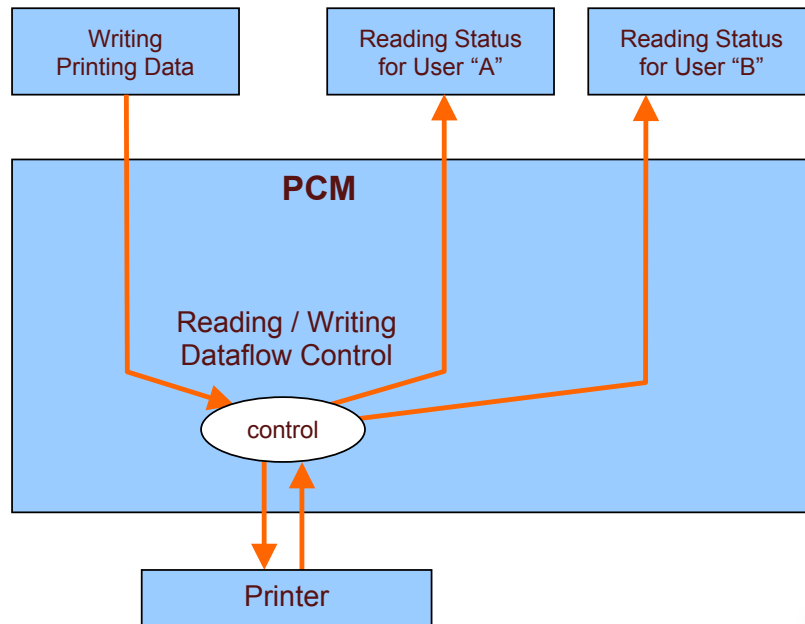 Writing
Printing Data
Reading Status
for User “A”
Reading Status
for User “B”
PCM
Reading / Writing
Dataflow Control
control
Printer